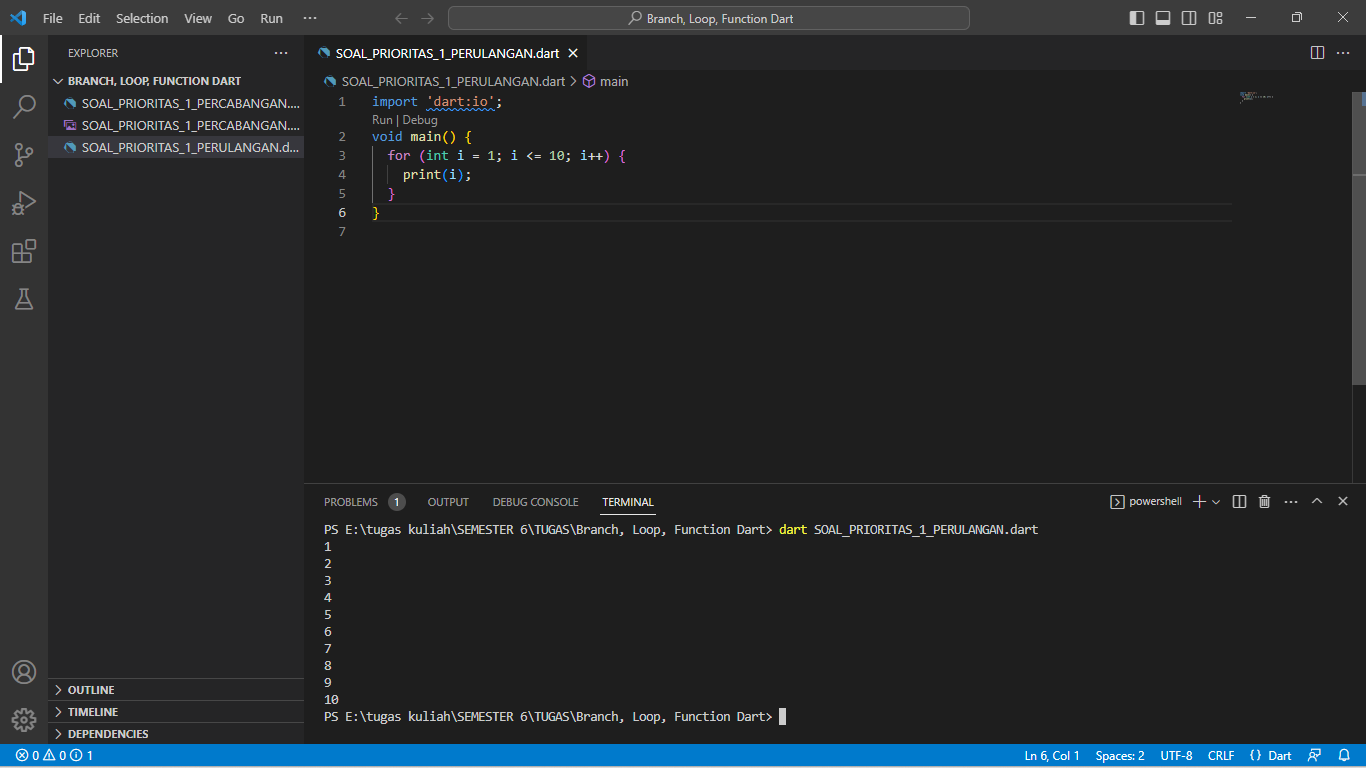 File Edit Selection View Go Run ···
Branch, Loop, Function Dart
EXPLORER ···
BRANCH, LOOP, FUNCTION DART
SOAL_PRIORITAS_1_PERCABANGAN....
SOAL_PRIORITAS_1_PERCABANGAN....
SOAL_PRIORITAS_1_PERULANGAN.d...
OUTLINE
TIMELINE
DEPENDENCIES
SOAL_PRIORITAS_1_PERULANGAN.dart
SOAL_PRIORITAS_1_PERULANGAN.dart > main
1 import 'dart:io';
Run | Debug
2 void main() {
3 for (int i = 1; i <= 10; i++) {
4 print(i);
5 }
6 }
7
PROBLEMS 1 OUTPUT DEBUG CONSOLE TERMINAL powershell
PS E:\tugas kuliah\SEMESTER 6\TUGAS\Branch, Loop, Function Dart> dart SOAL_PRIORITAS_1_PERULANGAN.dart
1
2
3
4
5
6
7
8
9
10
PS E:\tugas kuliah\SEMESTER 6\TUGAS\Branch, Loop, Function Dart>
0 0 1 Ln 6, Col 1 Spaces: 2 UTF-8 CRLF {} Dart